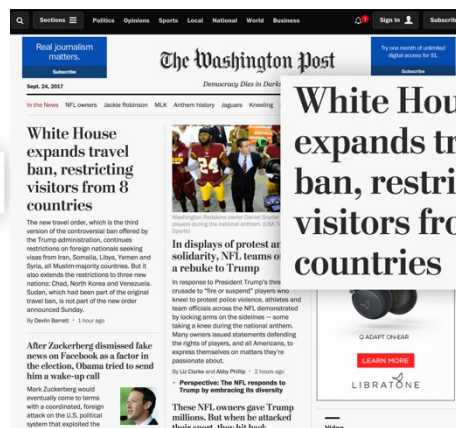 Sections
Politics Opinions Sports Local National World Business
Sign In
Subscribe
Real journalism
matters.
Subscribe
The Washington Post
Democracy Dies in
Try one month of unlimited
digital access for $1.
Subscribe
Sept. 24, 2017
In the News NFL owners Jackie Robinson MLK Anthem history Jaguars Kneeling
White House
expands travel
ban, restricting
visitors from 8
countries
The new travel order, which is the third
version of the controversial ban offered by
the Trump administration, continues
restrictions on foreign nationals seeking
visas from Iran, Somalia, Libya, Yemen and
Syria, all Muslim-majority countries. But it
also extends the restrictions to three new
nations: Chad, North Korea and Venezuela.
Sudan, which had been part of the original
travel ban, is not part of the new order
announced Sunday.
By Devlin Barrett • 1 hour ago
After Zuckerberg dismissed fake
news on Facebook as a factor in
the election, Obama tried to send
him a wake-up call
Mark Zuckerberg would
eventually come to terms
with a coordinated, foreign
attack on the U.S. political
system that exploited the
24
Washington Redskins owner Daniel Snyder
players during the national anthem. (USA
Sports)
In displays of protest
solidarity, NFL teams
a rebuke to Trump
In response to President Trump's
crusade to "fire or suspend" players who
kneel to protest police violence, athletes and
team officials across the NFL demonstrated
by locking arms on the sidelines — some
taking a knee during the national anthem.
Many owners issued statements defending
the rights of players, and all Americans, to
express themselves on matters they're
passionate about.
By Liz Clarke and Abby Phillip • 2 hours ago
• Perspective: The NFL responds to
Trump by embracing its diversity
These NFL owners gave Trump
millions. But when he attacked
their sport, they hit back
White Hou
expands tr
ban, restri
visitors fro
countries
Q ADAPT ON-EAR
LEARN MORE
LIBRATONE
Video